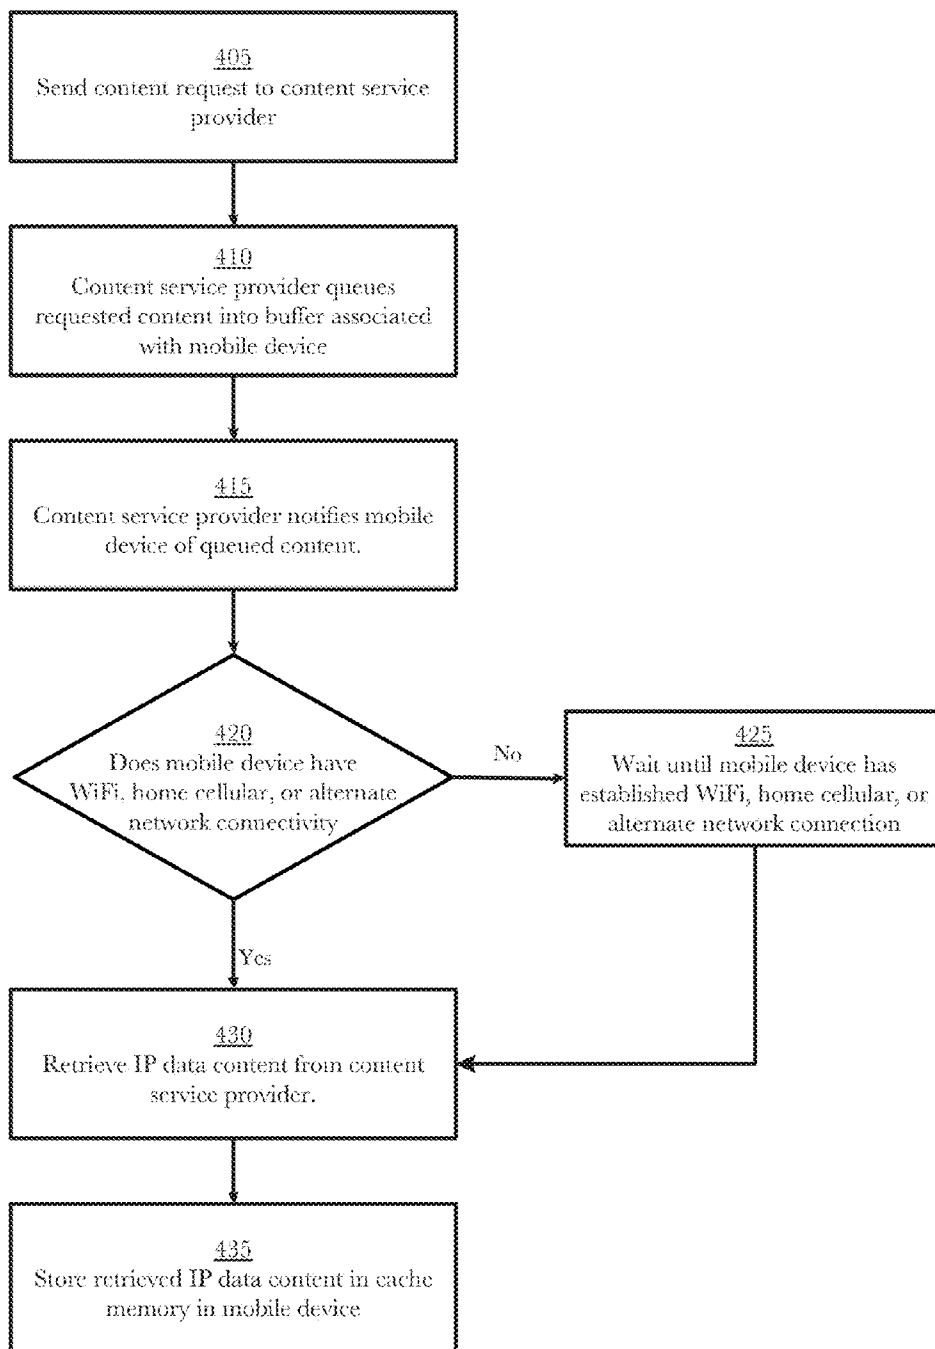 405
Send content request to content service
provider
410
Content service provider queues
requested content into buffer associated
with mobile device
415
Content service provider notifies mobile
device of queued content.
420
Does mobile device have
WiFi, home cellular, or alternate
network connectivity
No
425
Wait until mobile device has
established WiFi, home cellular, or
alternate network connection
Yes
430
Retrieve IP data content from content
service provider.
435
Store retrieved IP data content in cache
memory in mobile device